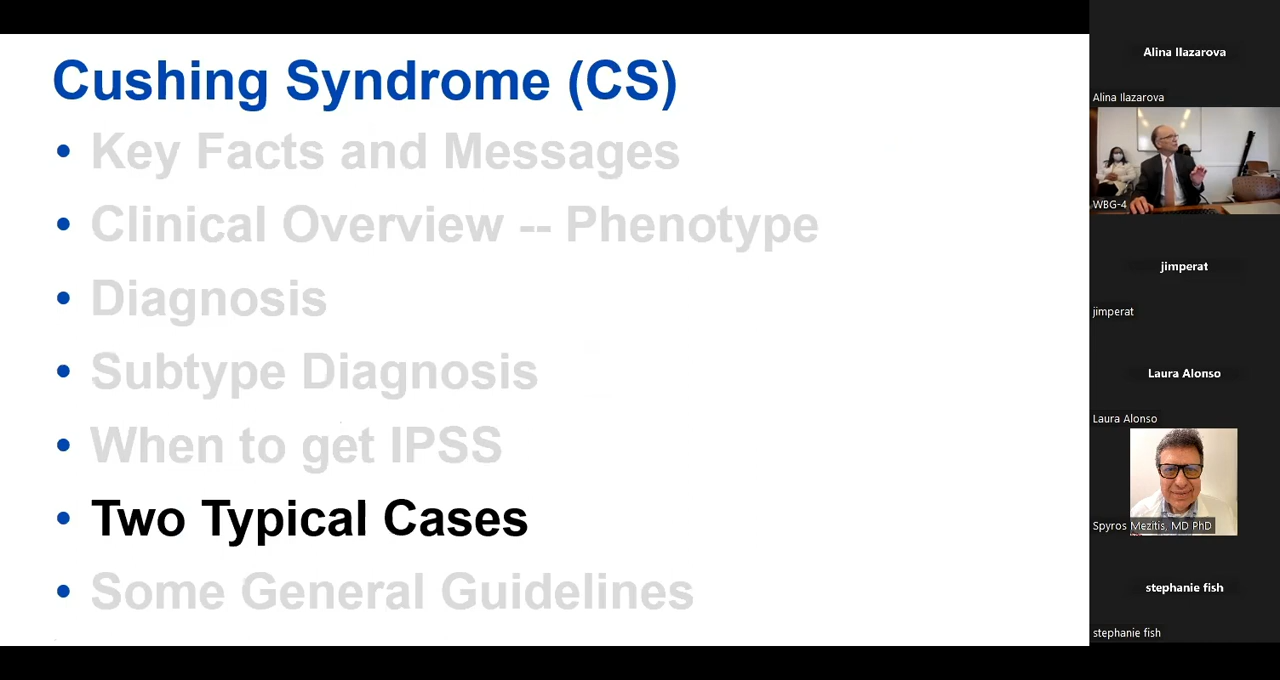 Cushing Syndrome (CS)
• Key Facts and Messages
• Clinical Overview -- Phenotype
• Diagnosis
• Subtype Diagnosis
• When to get IPSS
• Two Typical Cases
• Some General Guidelines
Alina Ilazarova
Alina Ilazarova
WBG-4
jimperat
jimperat
Laura Alonso
Laura Alonso
Spyros Mezitis, MD PhD
stephanie fish
stephanie fish